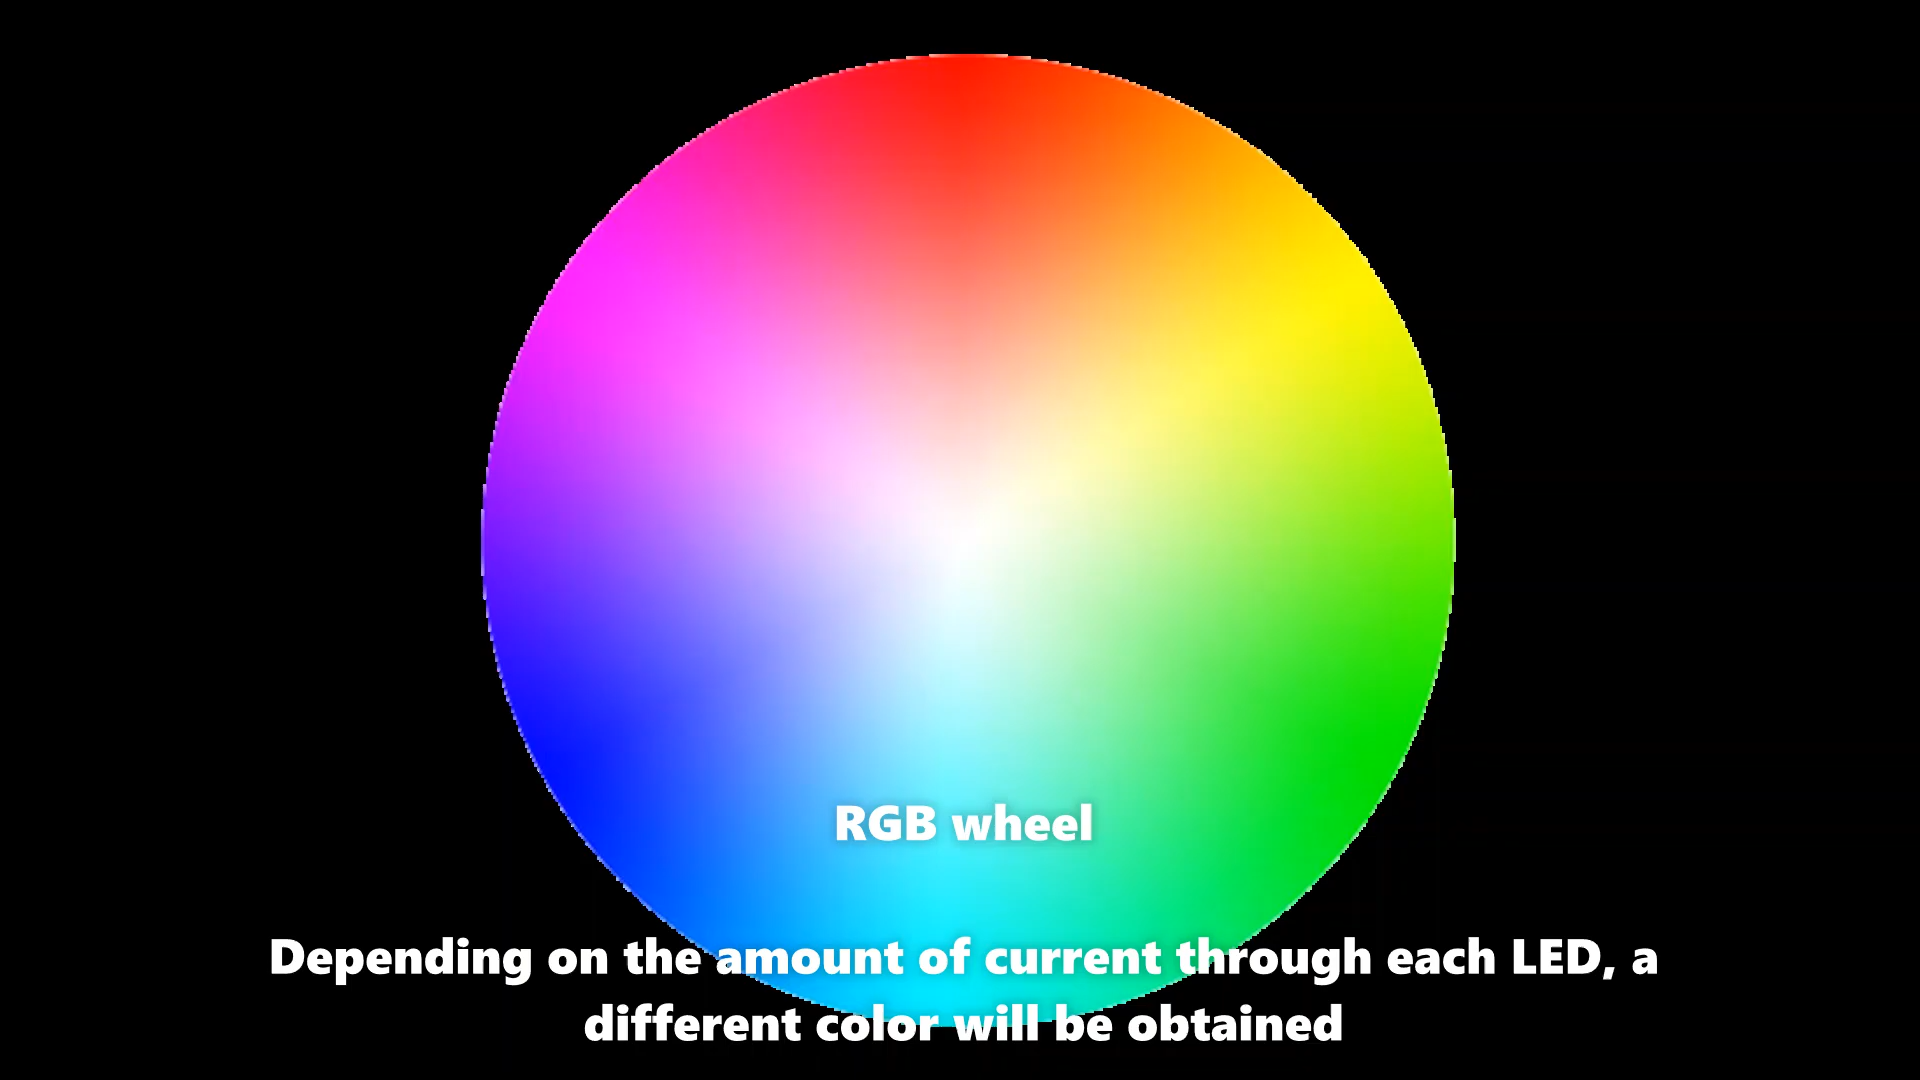 RGB wheel
Depending on the amount of current through each LED, a
different color will be obtained